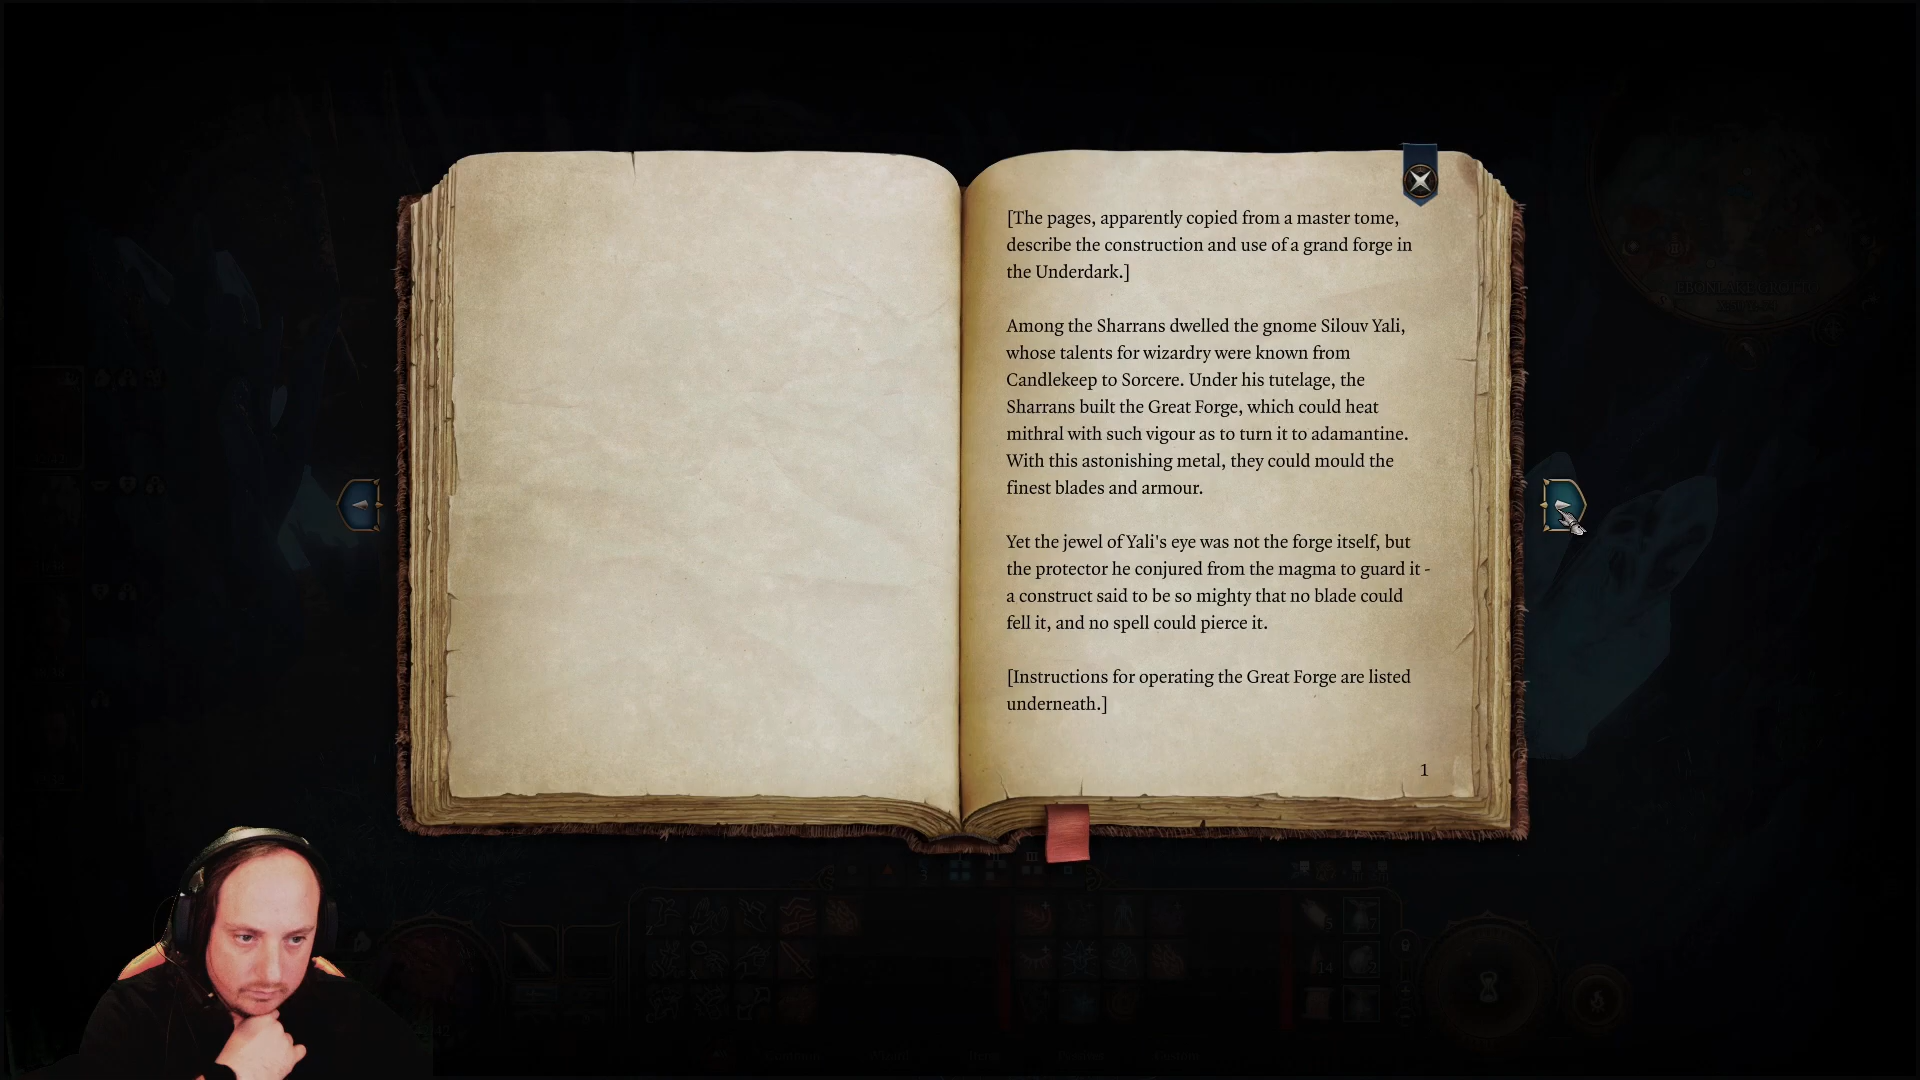 [The pages, apparently copied from a master tome,
describe the construction and use of a grand forge in
the Underdark.]
Among the Sharrans dwelled the gnome Silouv Yali,
whose talents for wizardry were known from
Candlekeep to Sorcere. Under his tutelage, the
Sharrans built the Great Forge, which could heat
mithral with such vigour as to turn it to adamantine.
With this astonishing metal, they could mould the
finest blades and armour.
Yet the jewel of Yali's eye was not the forge itself, but
the protector he conjured from the magma to guard it -
a construct said to be so mighty that no blade could
fell it, and no spell could pierce it.
[Instructions for operating the Great Forge are listed
underneath.]
1